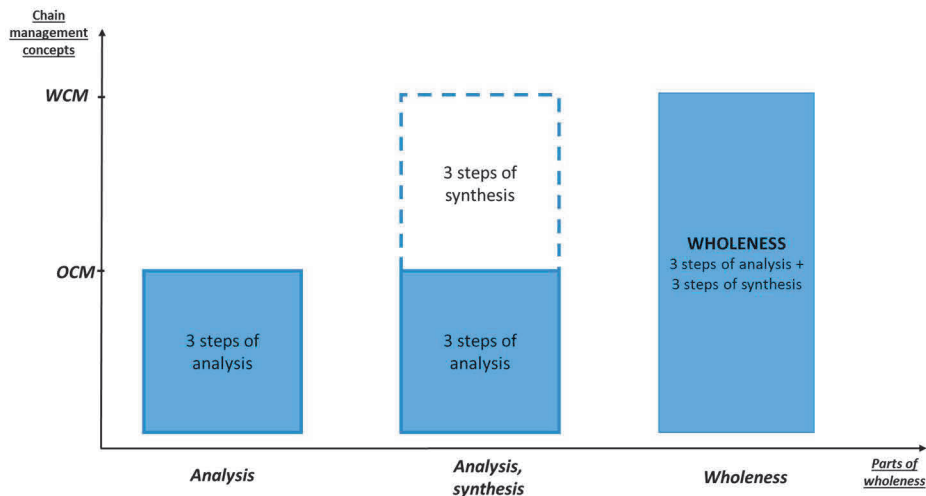 Chain
management
concepts
WCM
3 steps of
synthesis
WHOLENESS
3 steps of analysis +
3 steps of synthesis
OCM
3 steps of
analysis
3 steps of
analysis
Analysis
Analysis,
synthesis
Wholeness
Parts of
wholeness